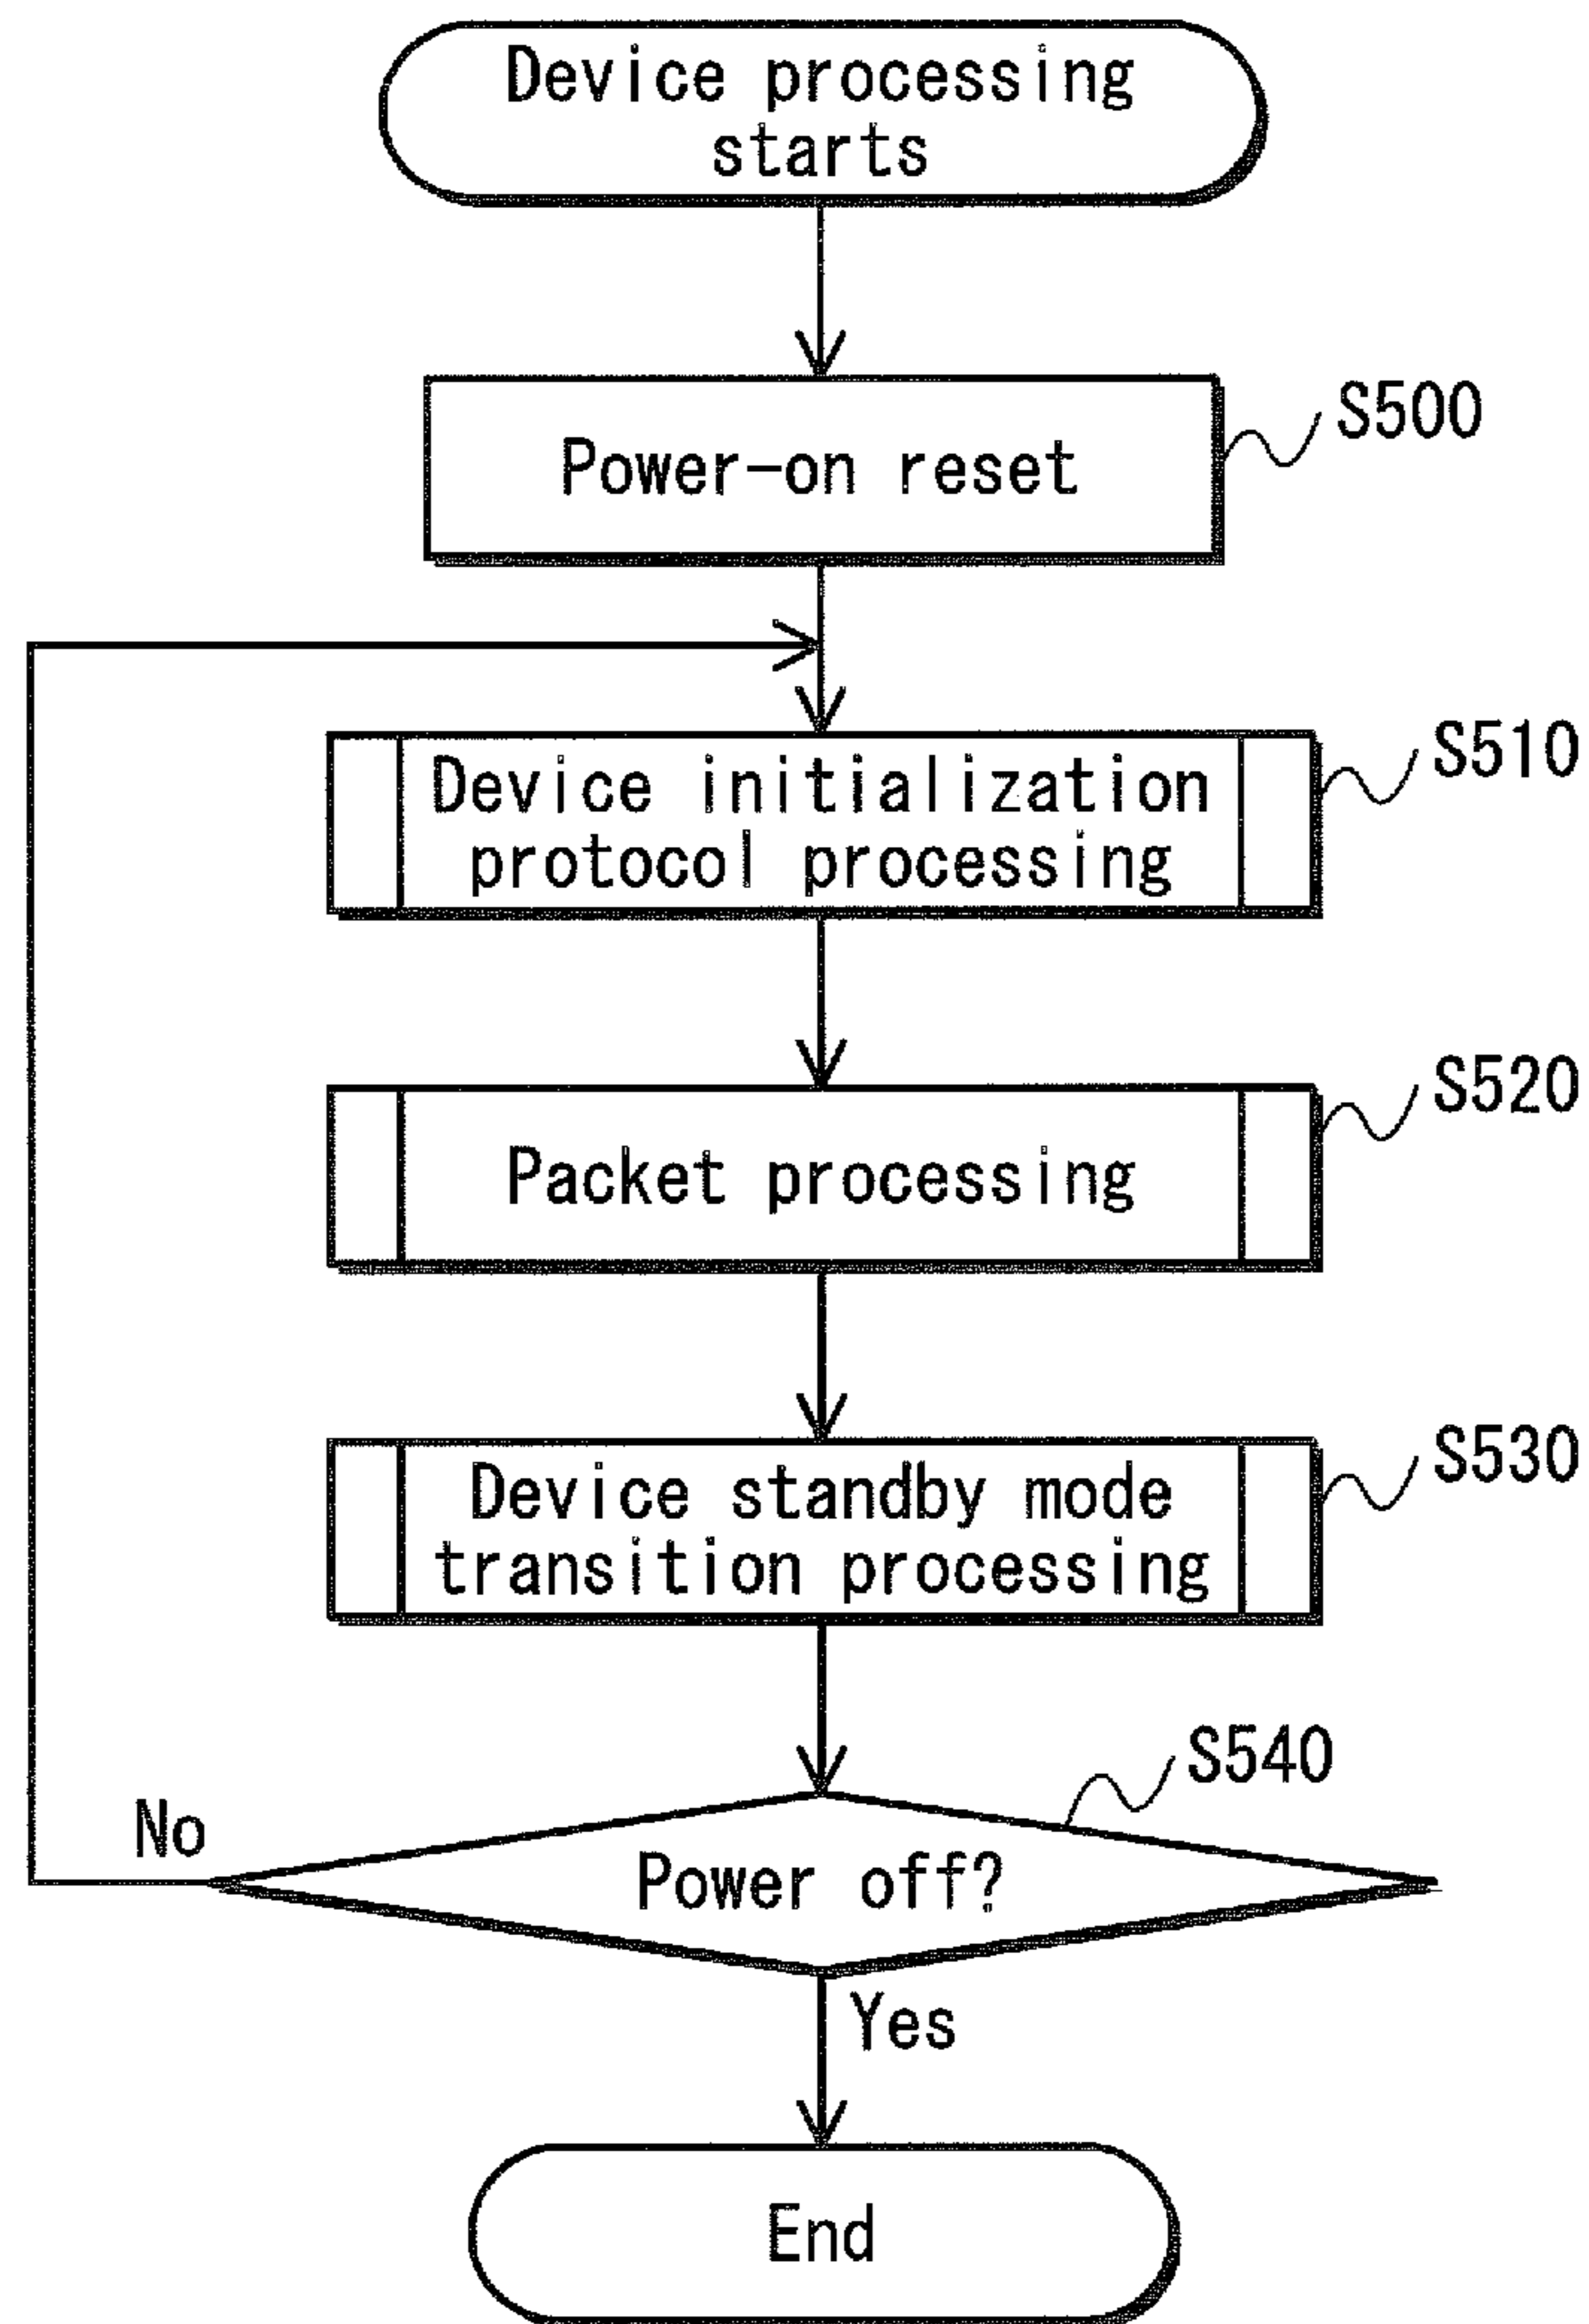 Device processing
starts
Power-on reset
S500
Device initialization
protocol processing
S510
Packet processing
S520
Device standby mode
transition processing
S530
S540
Power off?
No
Yes
End